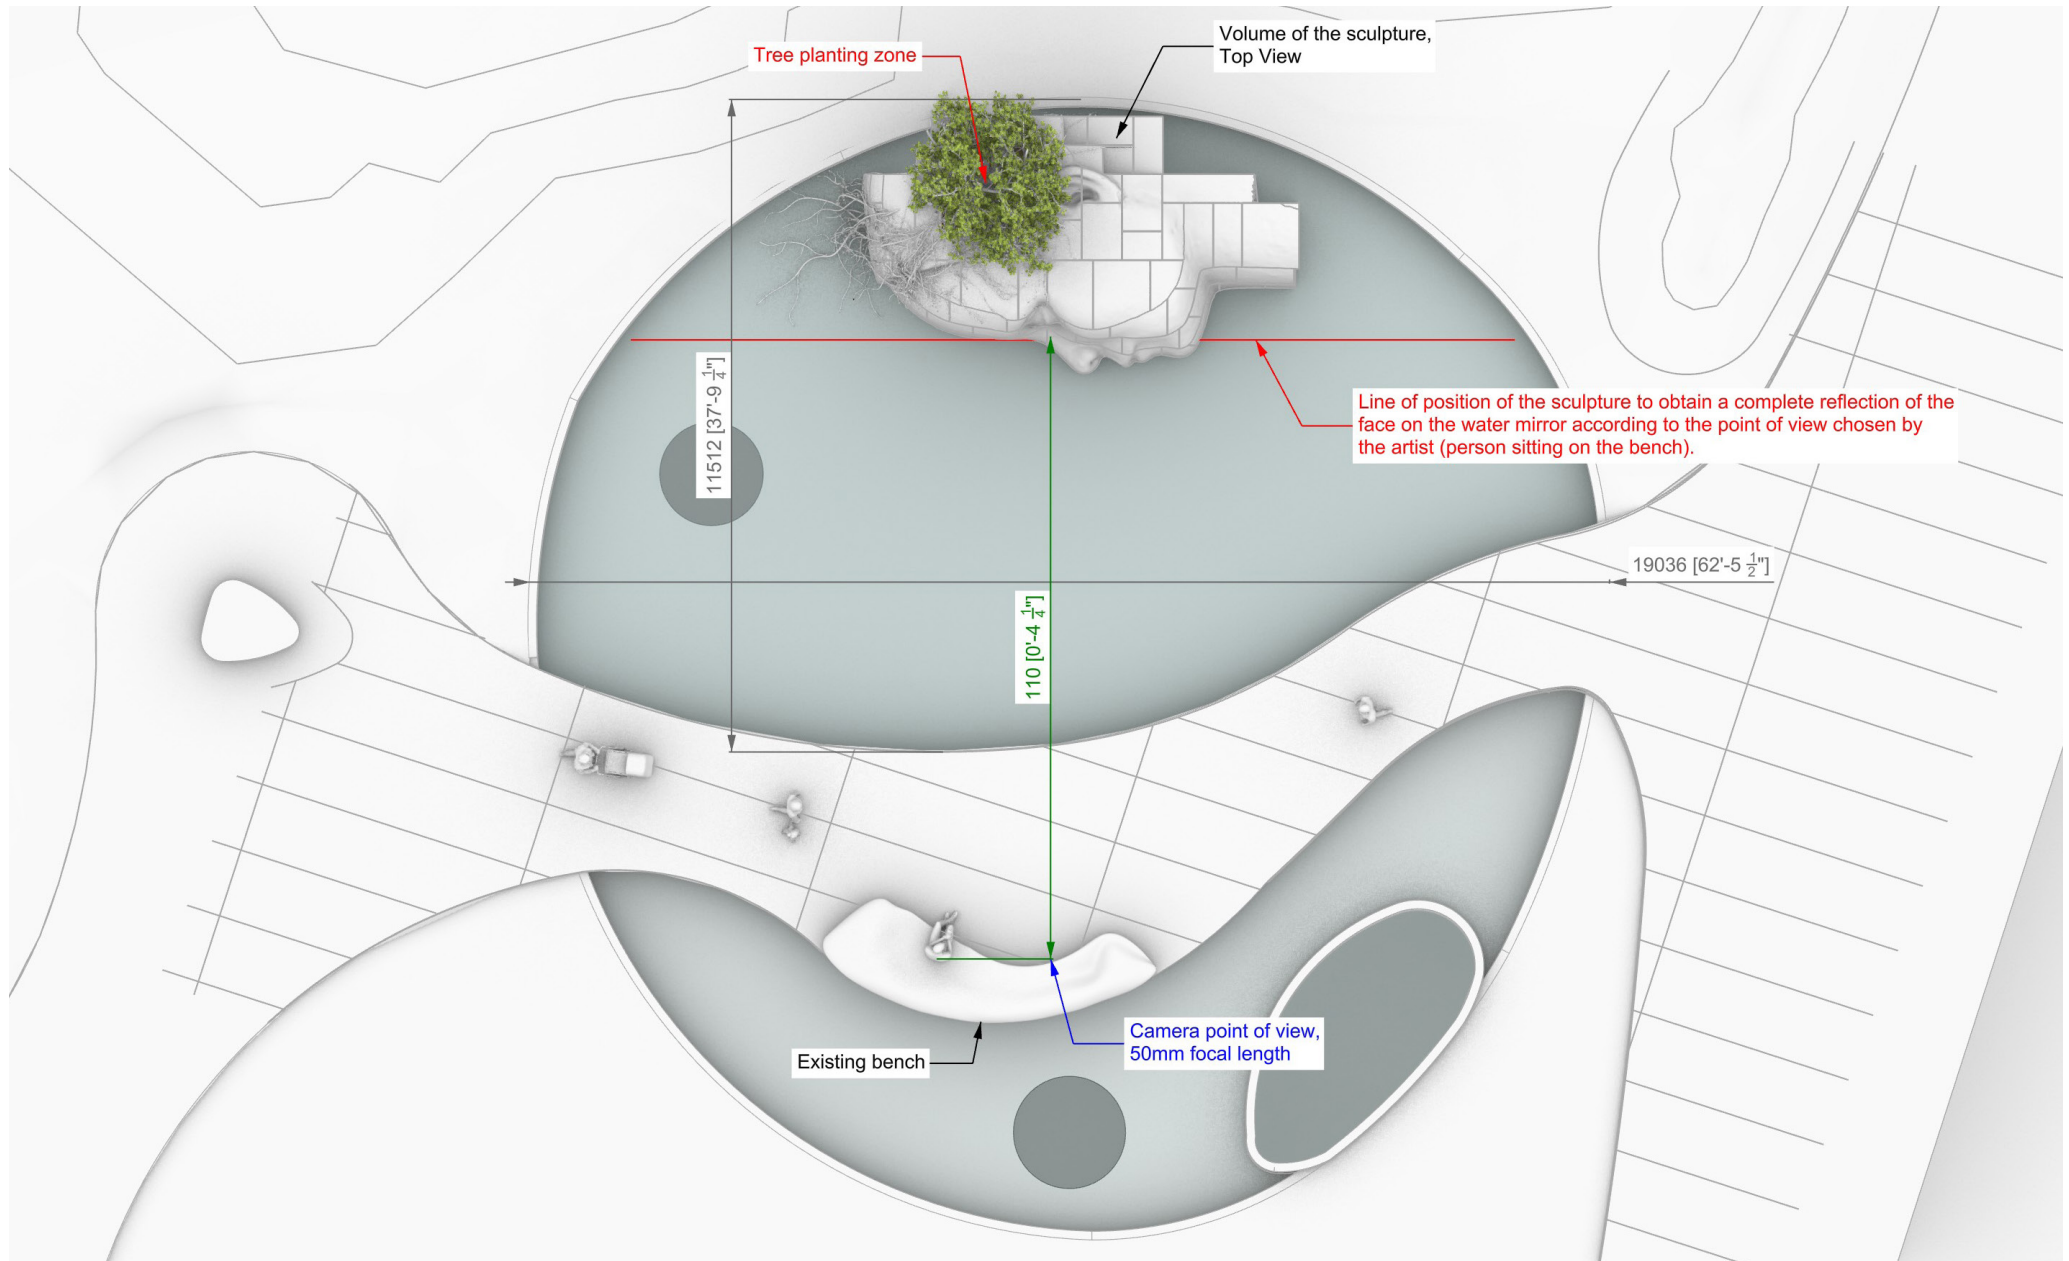 Volume of the sculpture,
Top View
Tree planting zone
11512 [37'-9 1/4"]
Line of position of the sculpture to obtain a complete reflection of the
face on the water mirror according to the point of view chosen by
the artist (person sitting on the bench).
19036 [62'-5 1/2"]
110 [0'-4 1/4"]
Camera point of view,
50mm focal length
Existing bench